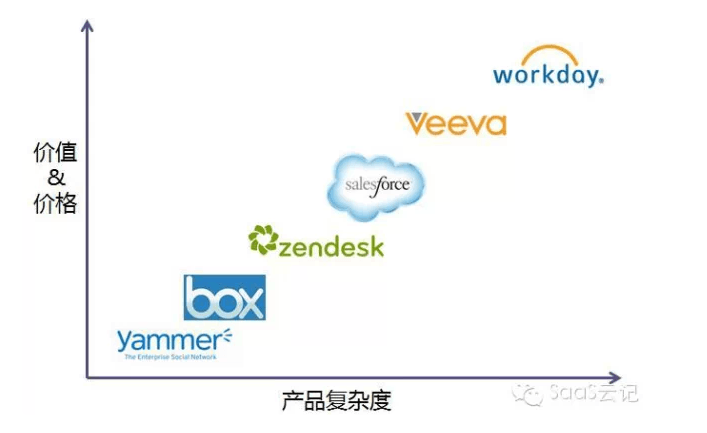 workday.
veeva
价值
&
价格
salesforce
zendesk
box
yammer
The Enterprise Social Network
产品复杂度
SaaS云记